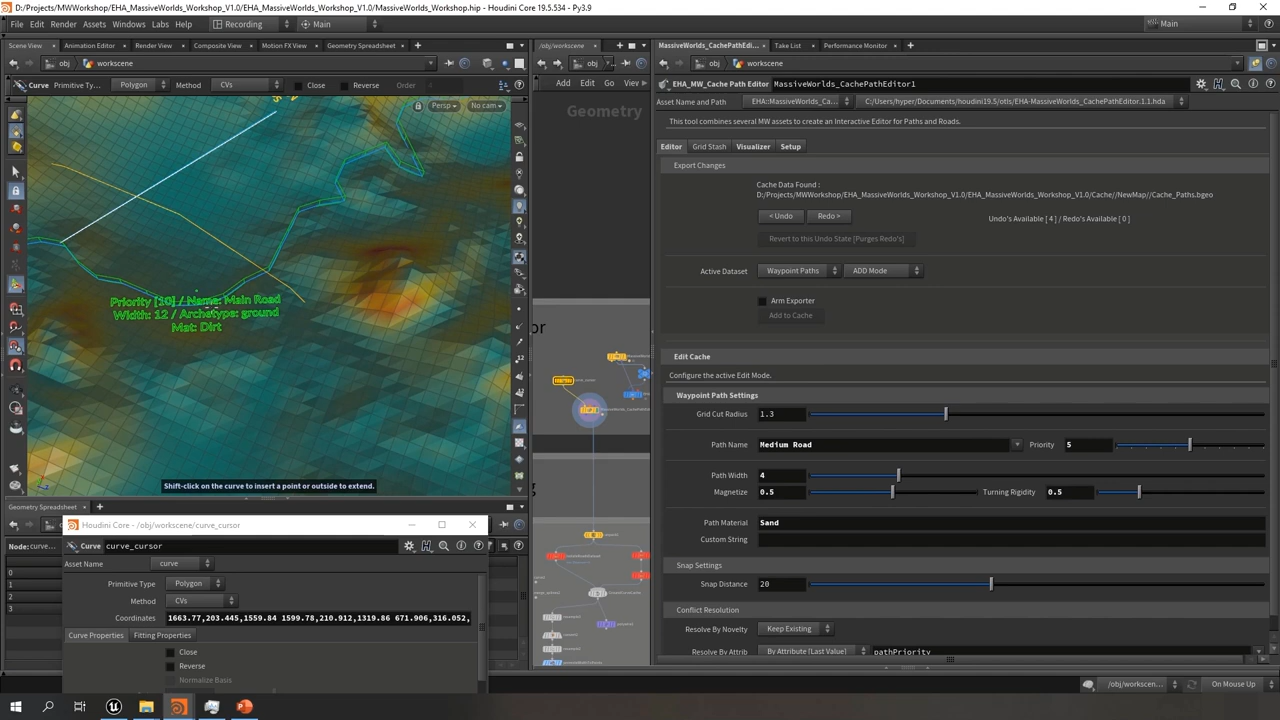 D:/Projects/MWWorkshop/EHA_MassiveWorlds_Workshop_V1.0/EHA_MassiveWorlds_Workshop_V1.0/EHA_MassiveWorlds_Workshop.hip - Houdini Core 19.5.534 - Py3.9
File Edit Render Assets Windows Labs Help Recording Main Main
Scene View Animation Editor Render View Composite View Motion FX View Geometry Spreadsheet
/obj/workscene
MassiveWorlds_CachePathEdi... Take List Performance Monitor
obj workscene
obj
obj workscene
Curve Primitive Ty... Polygon Method CVs Close Reverse Order
Add Edit Go View
EHA_MW_Cache Path Editor MassiveWorlds_CachePathEditor1
Asset Name and Path EHA::MassiveWorlds_Ca... C:/Users/hyper/Documents/houdini19.5/otls/EHA-MassiveWorlds_CachePathEditor.1.1.hda
Persp No cam
Geometry
This tool combines several MW assets to create an Interactive Editor for Paths and Roads.
Editor Grid Stash Visualizer Setup
Export Changes
Cache Data Found :
D:/Projects/MWWorkshop/EHA_MassiveWorlds_Workshop_V1.0/EHA_MassiveWorlds_Workshop_V1.0/Cache//NewMap//Cache_Paths.bgeo
< Undo Redo > Undo's Available [ 4 ] / Redo's Available [ 0 ]
Revert to this Undo State [Purges Redo's]
Active Dataset Waypoint Paths ADD Mode
Arm Exporter
Add to Cache
Priority [10] / Name: Main Road
Width: 12 / Archetype: ground
Mat: Dirt
or
Edit Cache
Configure the active Edit Mode.
Waypoint Path Settings
Grid Cut Radius 1.3
Path Name Medium Road Priority 5
Path Width 4
Magnetize 0.5 Turning Rigidity 0.5
Path Material Sand
Custom String
Snap Settings
Snap Distance 20
Conflict Resolution
Resolve By Novelty Keep Existing
Resolve By Attrib By Attribute [Last Value] pathPriority
Shift-click on the curve to insert a point or outside to extend.
Geometry Spreadsheet
Houdini Core - /obj/workscene/curve_cursor
Node: curve...
0
1
2
3
Curve curve_cursor
Asset Name curve
Primitive Type Polygon
Method CVs
Coordinates 1663.77,203.445,1559.84 1599.78,210.912,1319.86 671.906,316.052,
Curve Properties Fitting Properties
Close
Reverse
Normalize Basis
/obj/workscen... On Mouse Up